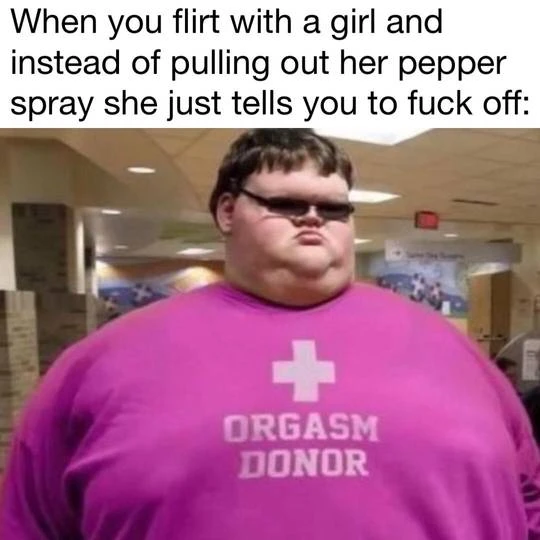 When you flirt with a girl and
instead of pulling out her pepper
spray she just tells you to fuck off:
ORGASM
DONOR